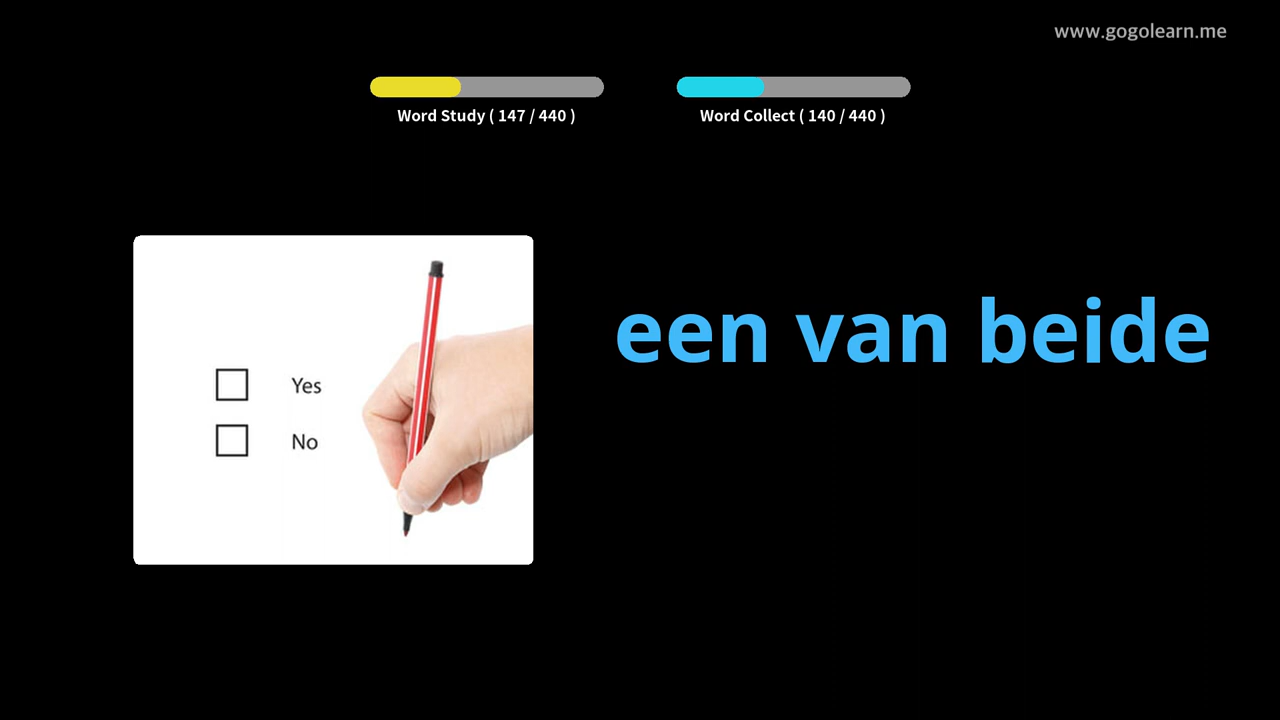 www.gogolearn.me
Word Study ( 147 / 440 )
Word Collect ( 140 / 440 )
een van beide
Yes
No